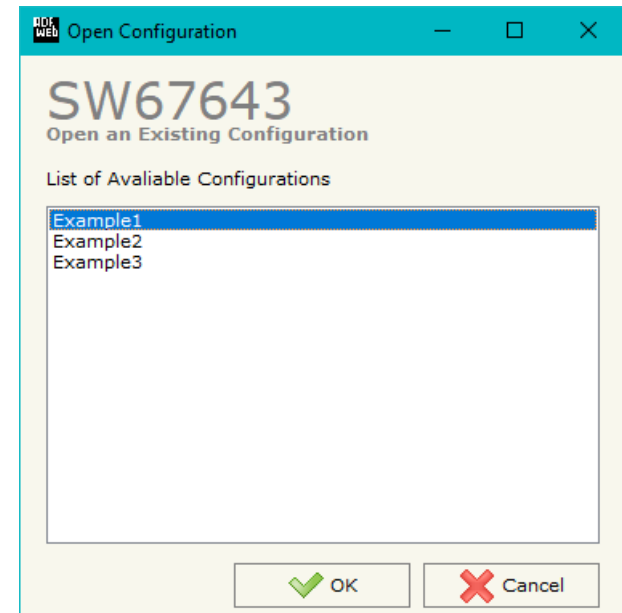 ADF
WEB Open Configuration
SW67643
Open an Existing Configuration
List of Avaliable Configurations
Example1
Example2
Example3
OK Cancel